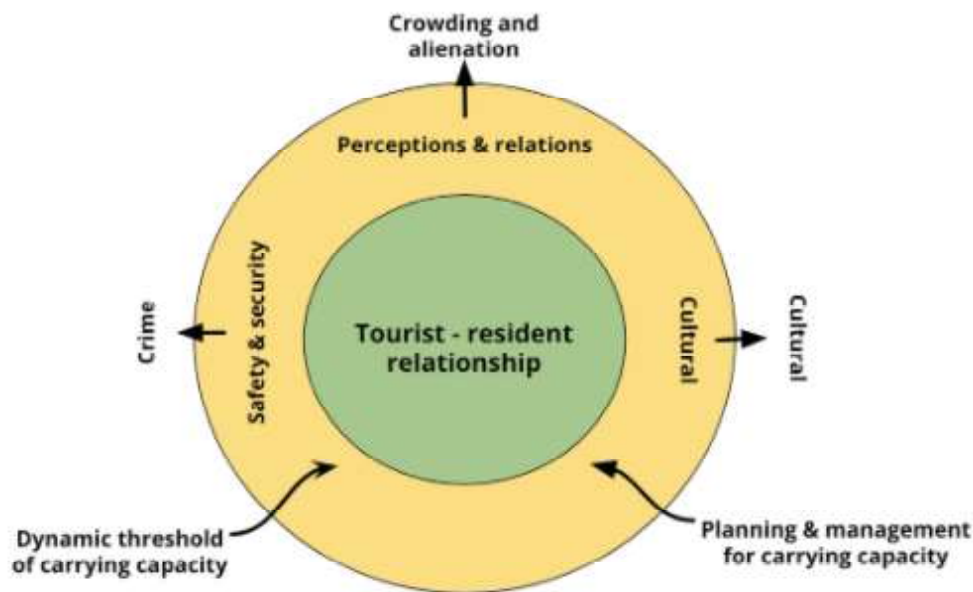 Crowding and
alienation
Perceptions & relations
Crime
Safety & security
Tourist - resident
relationship
Cultural
Cultural
Dynamic threshold
of carrying capacity
Planning & management
for carrying capacity